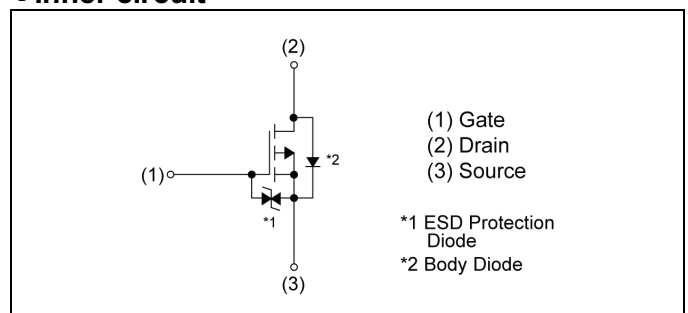 Inner circuit
(2)
(1)
*2
*1
(3)
(1) Gate
(2) Drain
(3) Source
*1 ESD Protection
Diode
*2 Body Diode